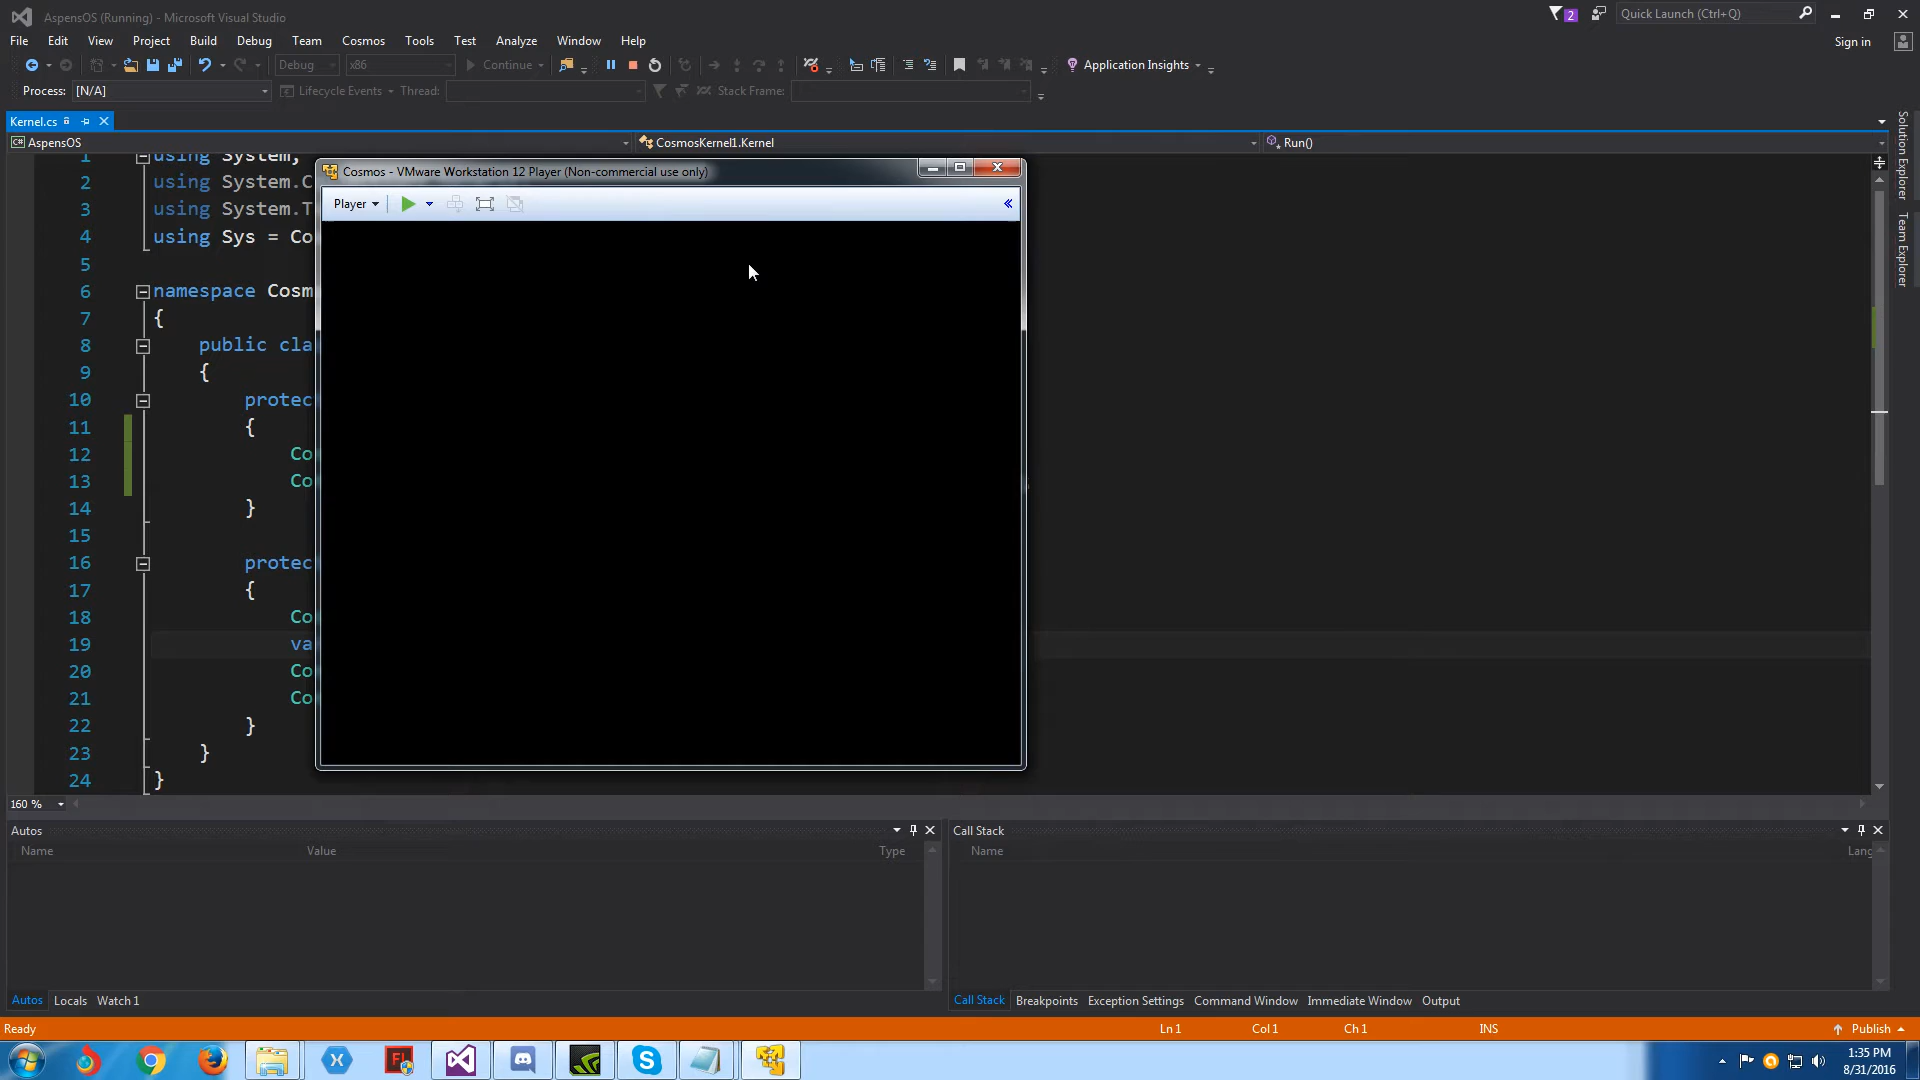 AspensOS (Running) - Microsoft Visual Studio
2
Quick Launch (Ctrl+Q)
File Edit View Project Build Debug Team Cosmos Tools Test Analyze Window Help
Sign in
Debug x86 Continue Application Insights
Process: [N/A] Lifecycle Events Thread: Stack Frame:
Kernel.cs
C# AspensOS CosmosKernel1.Kernel Run()
Solution Explorer
Team Explorer
1 using System;
2 using System.C
3 using System.T
4 using Sys = Co
5
6 namespace Cosm
7 {
8 public cla
9 {
10 protec
11 {
12 Co
13 Co
14 }
15
16 protec
17 {
18 Co
19 va
20 Co
21 Co
22 }
23 }
24 }
Cosmos - VMware Workstation 12 Player (Non-commercial use only)
Player
160 %
Autos
Name Value Type
Call Stack
Name Lang
Autos Locals Watch 1
Call Stack Breakpoints Exception Settings Command Window Immediate Window Output
Ready Ln 1 Col 1 Ch 1 INS Publish
1:35 PM
8/31/2016